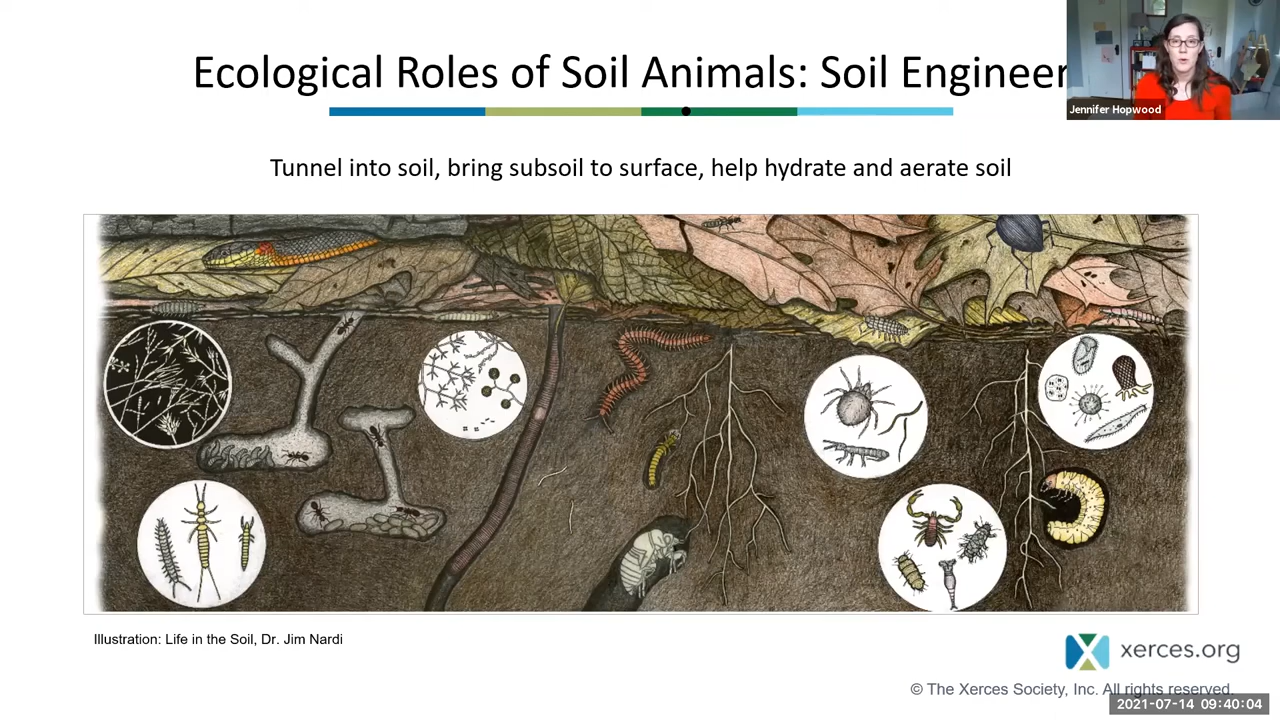 Ecological Roles of Soil Animals: Soil Engineer
Jennifer Hopwood
Tunnel into soil, bring subsoil to surface, help hydrate and aerate soil
Illustration: Life in the Soil, Dr. Jim Nardi
xerces.org
© The Xerces Society, Inc. All rights reserved.
2021-07-14 09:40:04